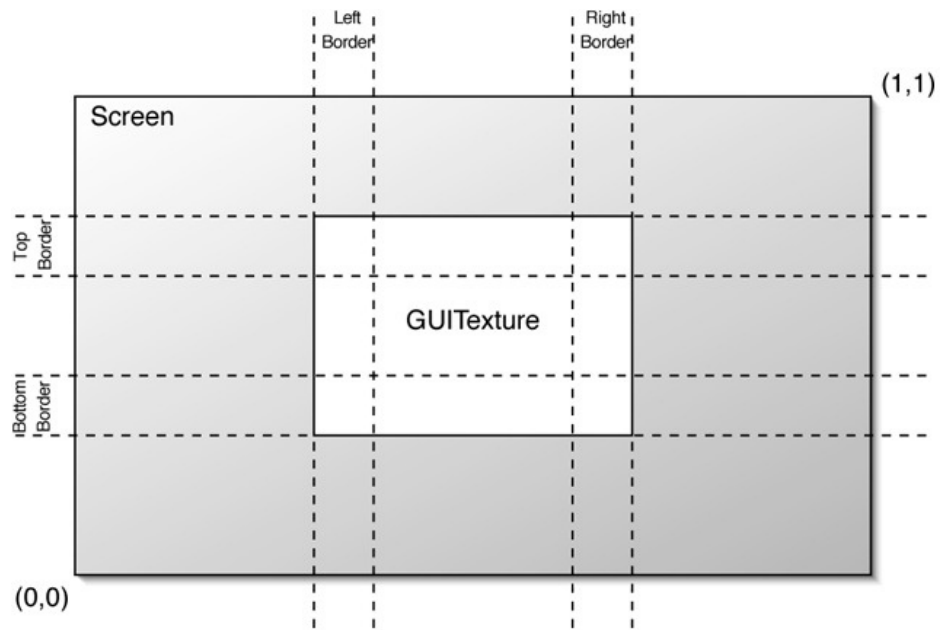 Left
Border
Right
Border
(1,1)
Screen
Top
Border
GUITexture
Bottom
Border
(0,0)